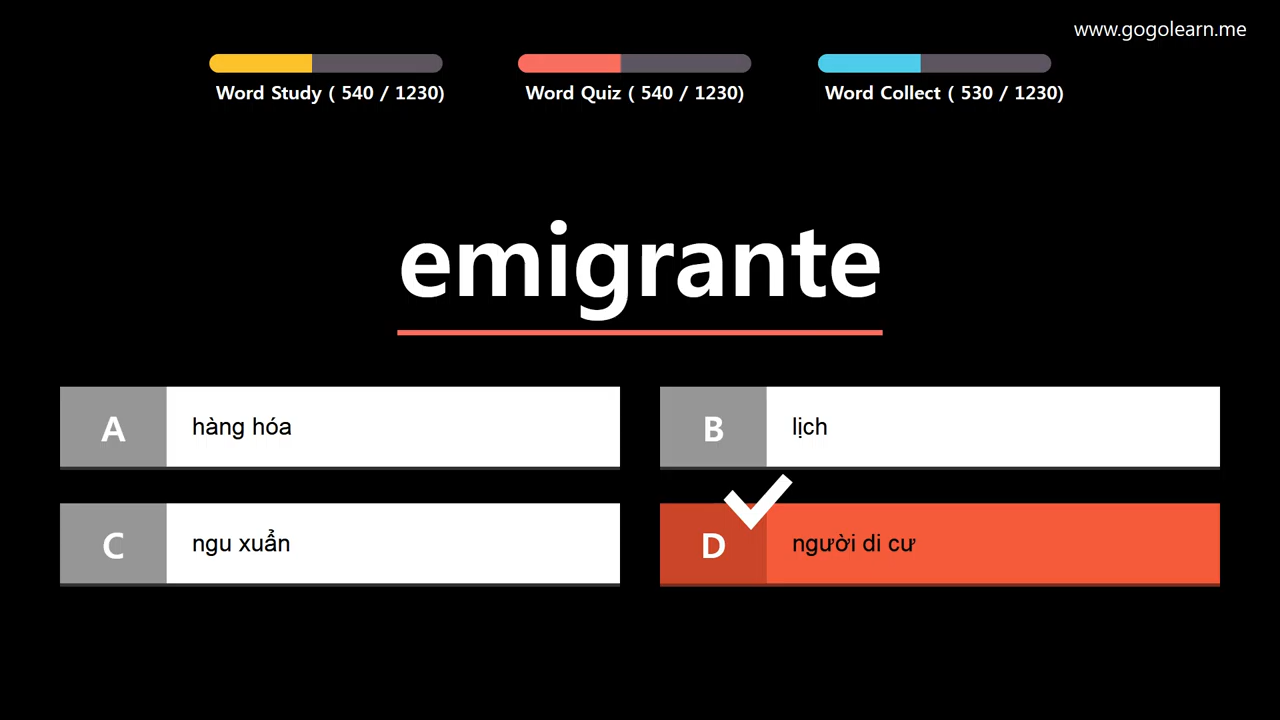 www.gogolearn.me
Word Study ( 540 / 1230)
Word Quiz ( 540 / 1230)
Word Collect ( 530 / 1230)
emigrante
A
hàng hóa
B
lịch
C
ngu xuẩn
D
người di cư